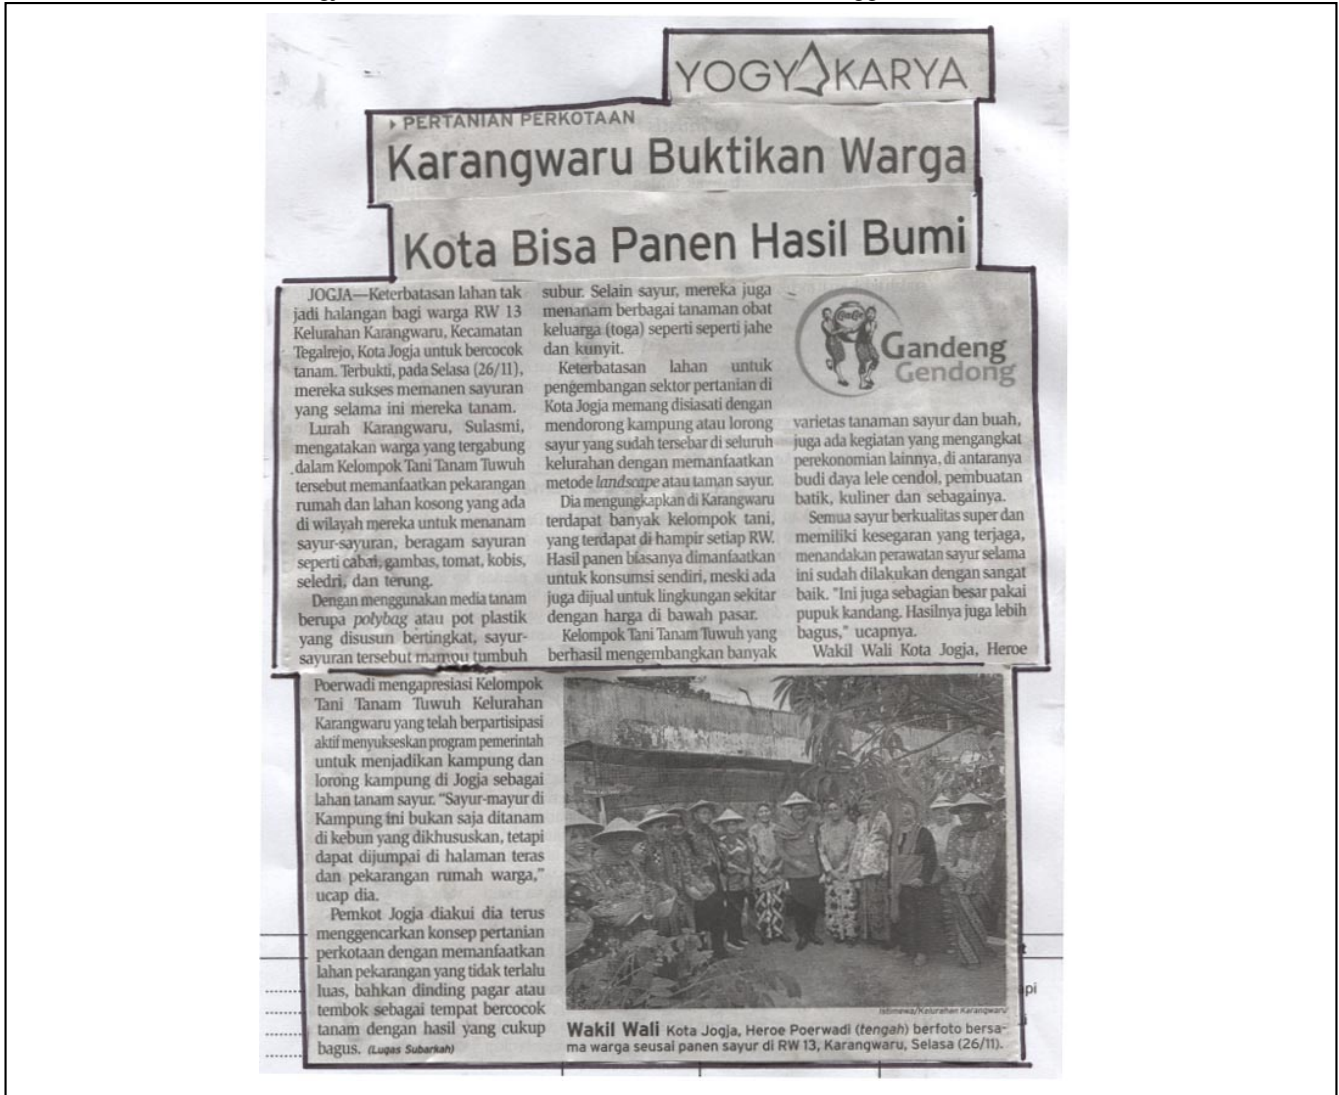 YOGYAKARYA
PERTANIAN PERKOTAAN
Karangwaru Buktikan Warga
Kota Bisa Panen Hasil Bumi
JOGJA—Keterbatasan lahan tak
jadi halangan bagi warga RW 13
Kelurahan Karangwaru, Kecamatan
Tegalrejo, Kota Jogja untuk bercocok
tanam. Terbukti, pada Selasa (26/11),
mereka sukses memanen sayuran
yang selama ini mereka tanam.
Lurah Karangwaru, Sulasmi,
mengatakan warga yang tergabung
dalam Kelompok Tani Tanam Tuwuh
tersebut memanfaatkan pekarangan
rumah dan lahan kosong yang ada
di wilayah mereka untuk menanam
sayur-sayuran, beragam sayuran
seperti cabai, gambas, tomat, kobis,
seledri, dan terung.
Dengan menggunakan media tanam
berupa polybag atau pot plastik
yang disusun bertingkat, sayur-
sayuran tersebut mampu tumbuh
subur. Selain sayur, mereka juga
menanam berbagai tanaman obat
keluarga (toga) seperti seperti jahe
dan kunyit.
Keterbatasan lahan untuk
pengembangan sektor pertanian di
Kota Jogja memang disiasati dengan
mendorong kampung atau lorong
sayur yang sudah tersebar di seluruh
kelurahan dengan memanfaatkan
metode landscape atau taman sayur.
Dia mengungkapkan di Karangwaru
terdapat banyak kelompok tani,
yang terdapat di hampir setiap RW.
Hasil panen biasanya dimanfaatkan
untuk konsumsi sendiri, meski ada
juga dijual untuk lingkungan sekitar
dengan harga di bawah pasar.
Kelompok Tani Tanam Tuwuh yang
berhasil mengembangkan banyak
Gandeng
Gendong
varietas tanaman sayur dan buah,
juga ada kegiatan yang mengangkat
perekonomian lainnya, di antaranya
budi daya lele cendol, pembuatan
batik, kuliner dan sebagainya.
Semua sayur berkualitas super dan
memiliki kesegaran yang terjaga,
menandakan perawatan sayur selama
ini sudah dilakukan dengan sangat
baik. "Ini juga sebagian besar pakai
pupuk kandang. Hasilnya juga lebih
bagus," ucapnya.
Wakil Wali Kota Jogja, Heroe
Poerwadi mengapresiasi Kelompok
Tani Tanam Tuwuh Kelurahan
Karangwaru yang telah berpartisipasi
aktif menyukseskan program pemerintah
untuk menjadikan kampung dan
lorong kampung di Jogja sebagai
lahan tanam sayur. "Sayur-mayur di
Kampung ini bukan saja ditanam
di kebun yang dikhususkan, tetapi
dapat dijumpai di halaman teras
dan pekarangan rumah warga,"
ucap dia.
Pemkot Jogja diakui dia terus
menggencarkan konsep pertanian
perkotaan dengan memanfaatkan
lahan pekarangan yang tidak terlalu
luas, bahkan dinding pagar atau
tembok sebagai tempat bercocok
tanam dengan hasil yang cukup
bagus. (Lugas Subarkah)
Istimewa/Kelurahan Karangwaru
Wakil Wali Kota Jogja, Heroe Poerwadi (tengah) berfoto bersa-
ma warga seusai panen sayur di RW 13, Karangwaru, Selasa (26/11).